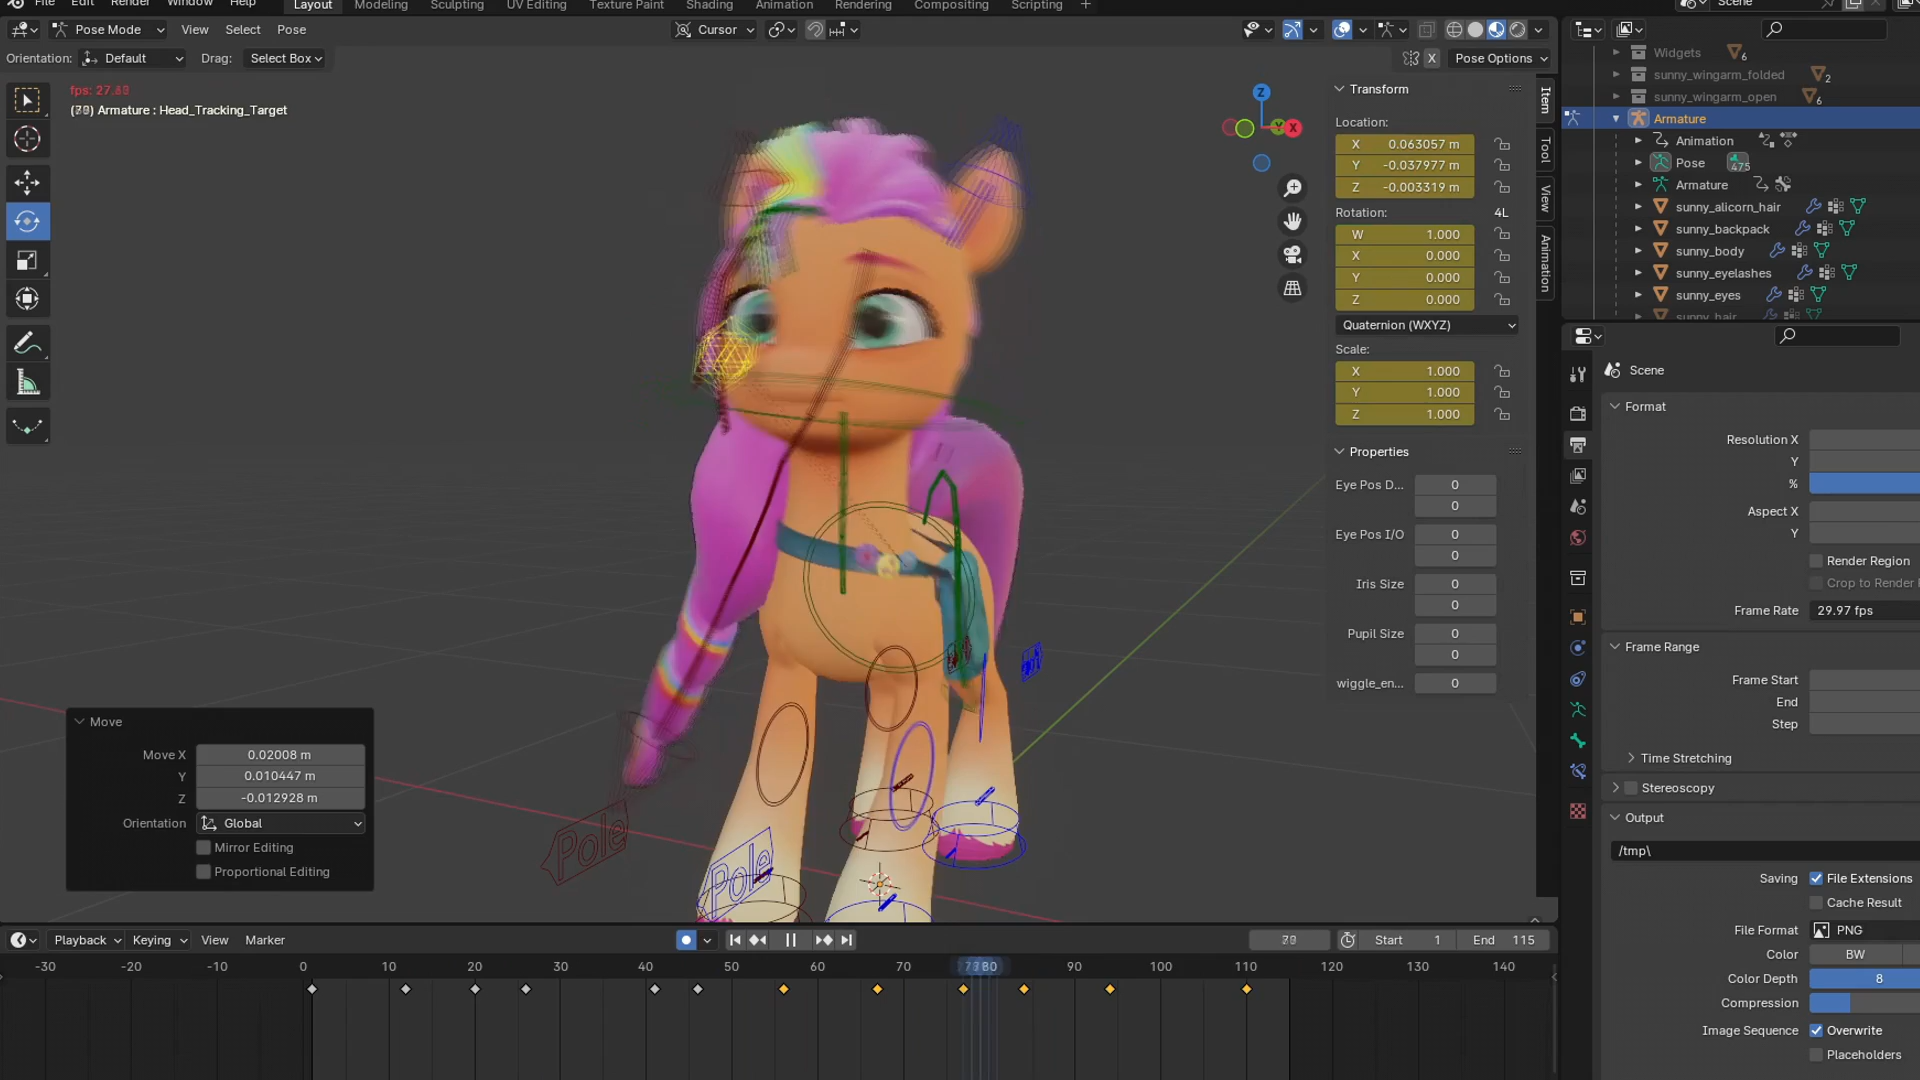 File Edit Render Window Help Layout Modeling Sculpting UV Editing Texture Paint Shading Animation Rendering Compositing Scripting + Scene
Pose Mode View Select Pose Cursor
Orientation: Default Drag: Select Box X Pose Options
fps: 27.
Armature : Head_Tracking_Target
Z
X
Transform
Location:
X 0.063057 m
Y -0.037977 m
Z -0.003319 m
Rotation: 4L
W 1.000
X 0.000
Y 0.000
Z 0.000
Quaternion (WXYZ)
Scale:
X 1.000
Y 1.000
Z 1.000
Properties
Eye Pos D... 0
0
Eye Pos I/O 0
0
Iris Size 0
0
Pupil Size 0
0
wiggle_en... 0
Item
Tool
View
Animation
Widgets 6
sunny_wingarm_folded 2
sunny_wingarm_open 6
Armature
Animation
Pose 475
Armature
sunny_alicorn_hair
sunny_backpack
sunny_body
sunny_eyelashes
sunny_eyes
sunny_hair
Scene
Format
Resolution X
Y
%
Aspect X
Y
Render Region
Crop to Render
Frame Rate 29.97 fps
Frame Range
Frame Start
End
Step
Time Stretching
Stereoscopy
Output
/tmp\
Saving File Extensions
Cache Result
File Format PNG
Color BW
Color Depth 8
Compression
Image Sequence Overwrite
Placeholders
Pole
Pole
Move
Move X 0.02008 m
Y 0.010447 m
Z -0.012928 m
Orientation Global
Mirror Editing
Proportional Editing
Playback Keying View Marker Start 1 End 115
-30 -20 -10 0 10 20 30 40 50 60 70 80 90 100 110 120 130 140